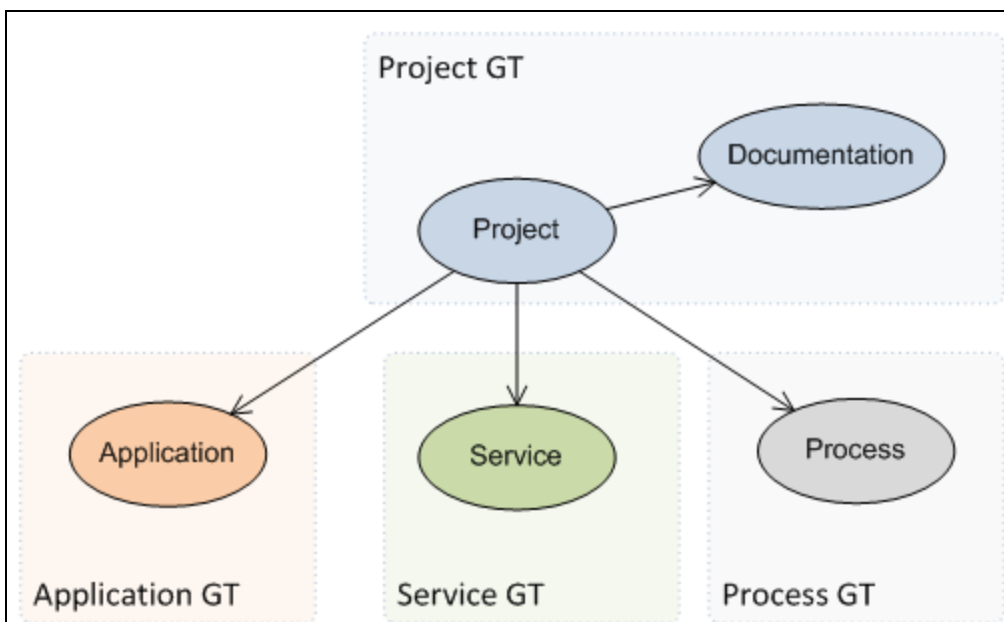 Project GT
Documentation
Project
Application
Service
Process
Application GT
Service GT
Process GT